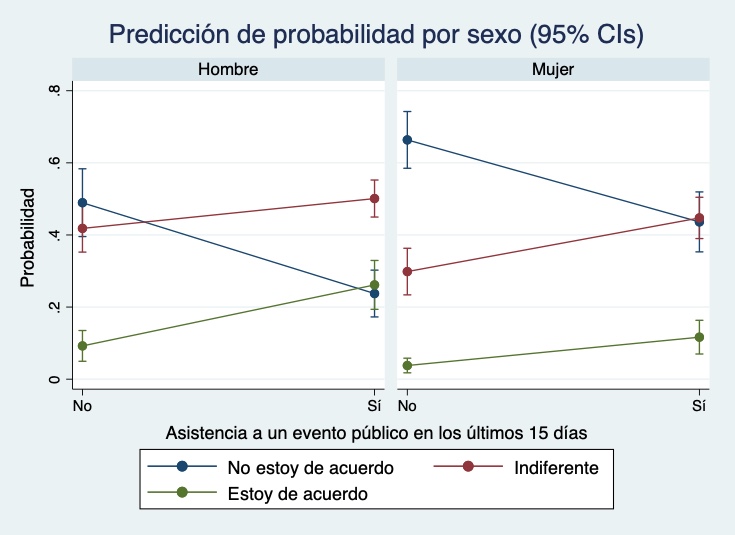 Predicción de probabilidad por sexo (95% CIs)
Hombre
Mujer
Probabilidad
.8
.6
.4
.2
0
No
Sí
No
Sí
Asistencia a un evento público en los últimos 15 días
No estoy de acuerdo
Indiferente
Estoy de acuerdo